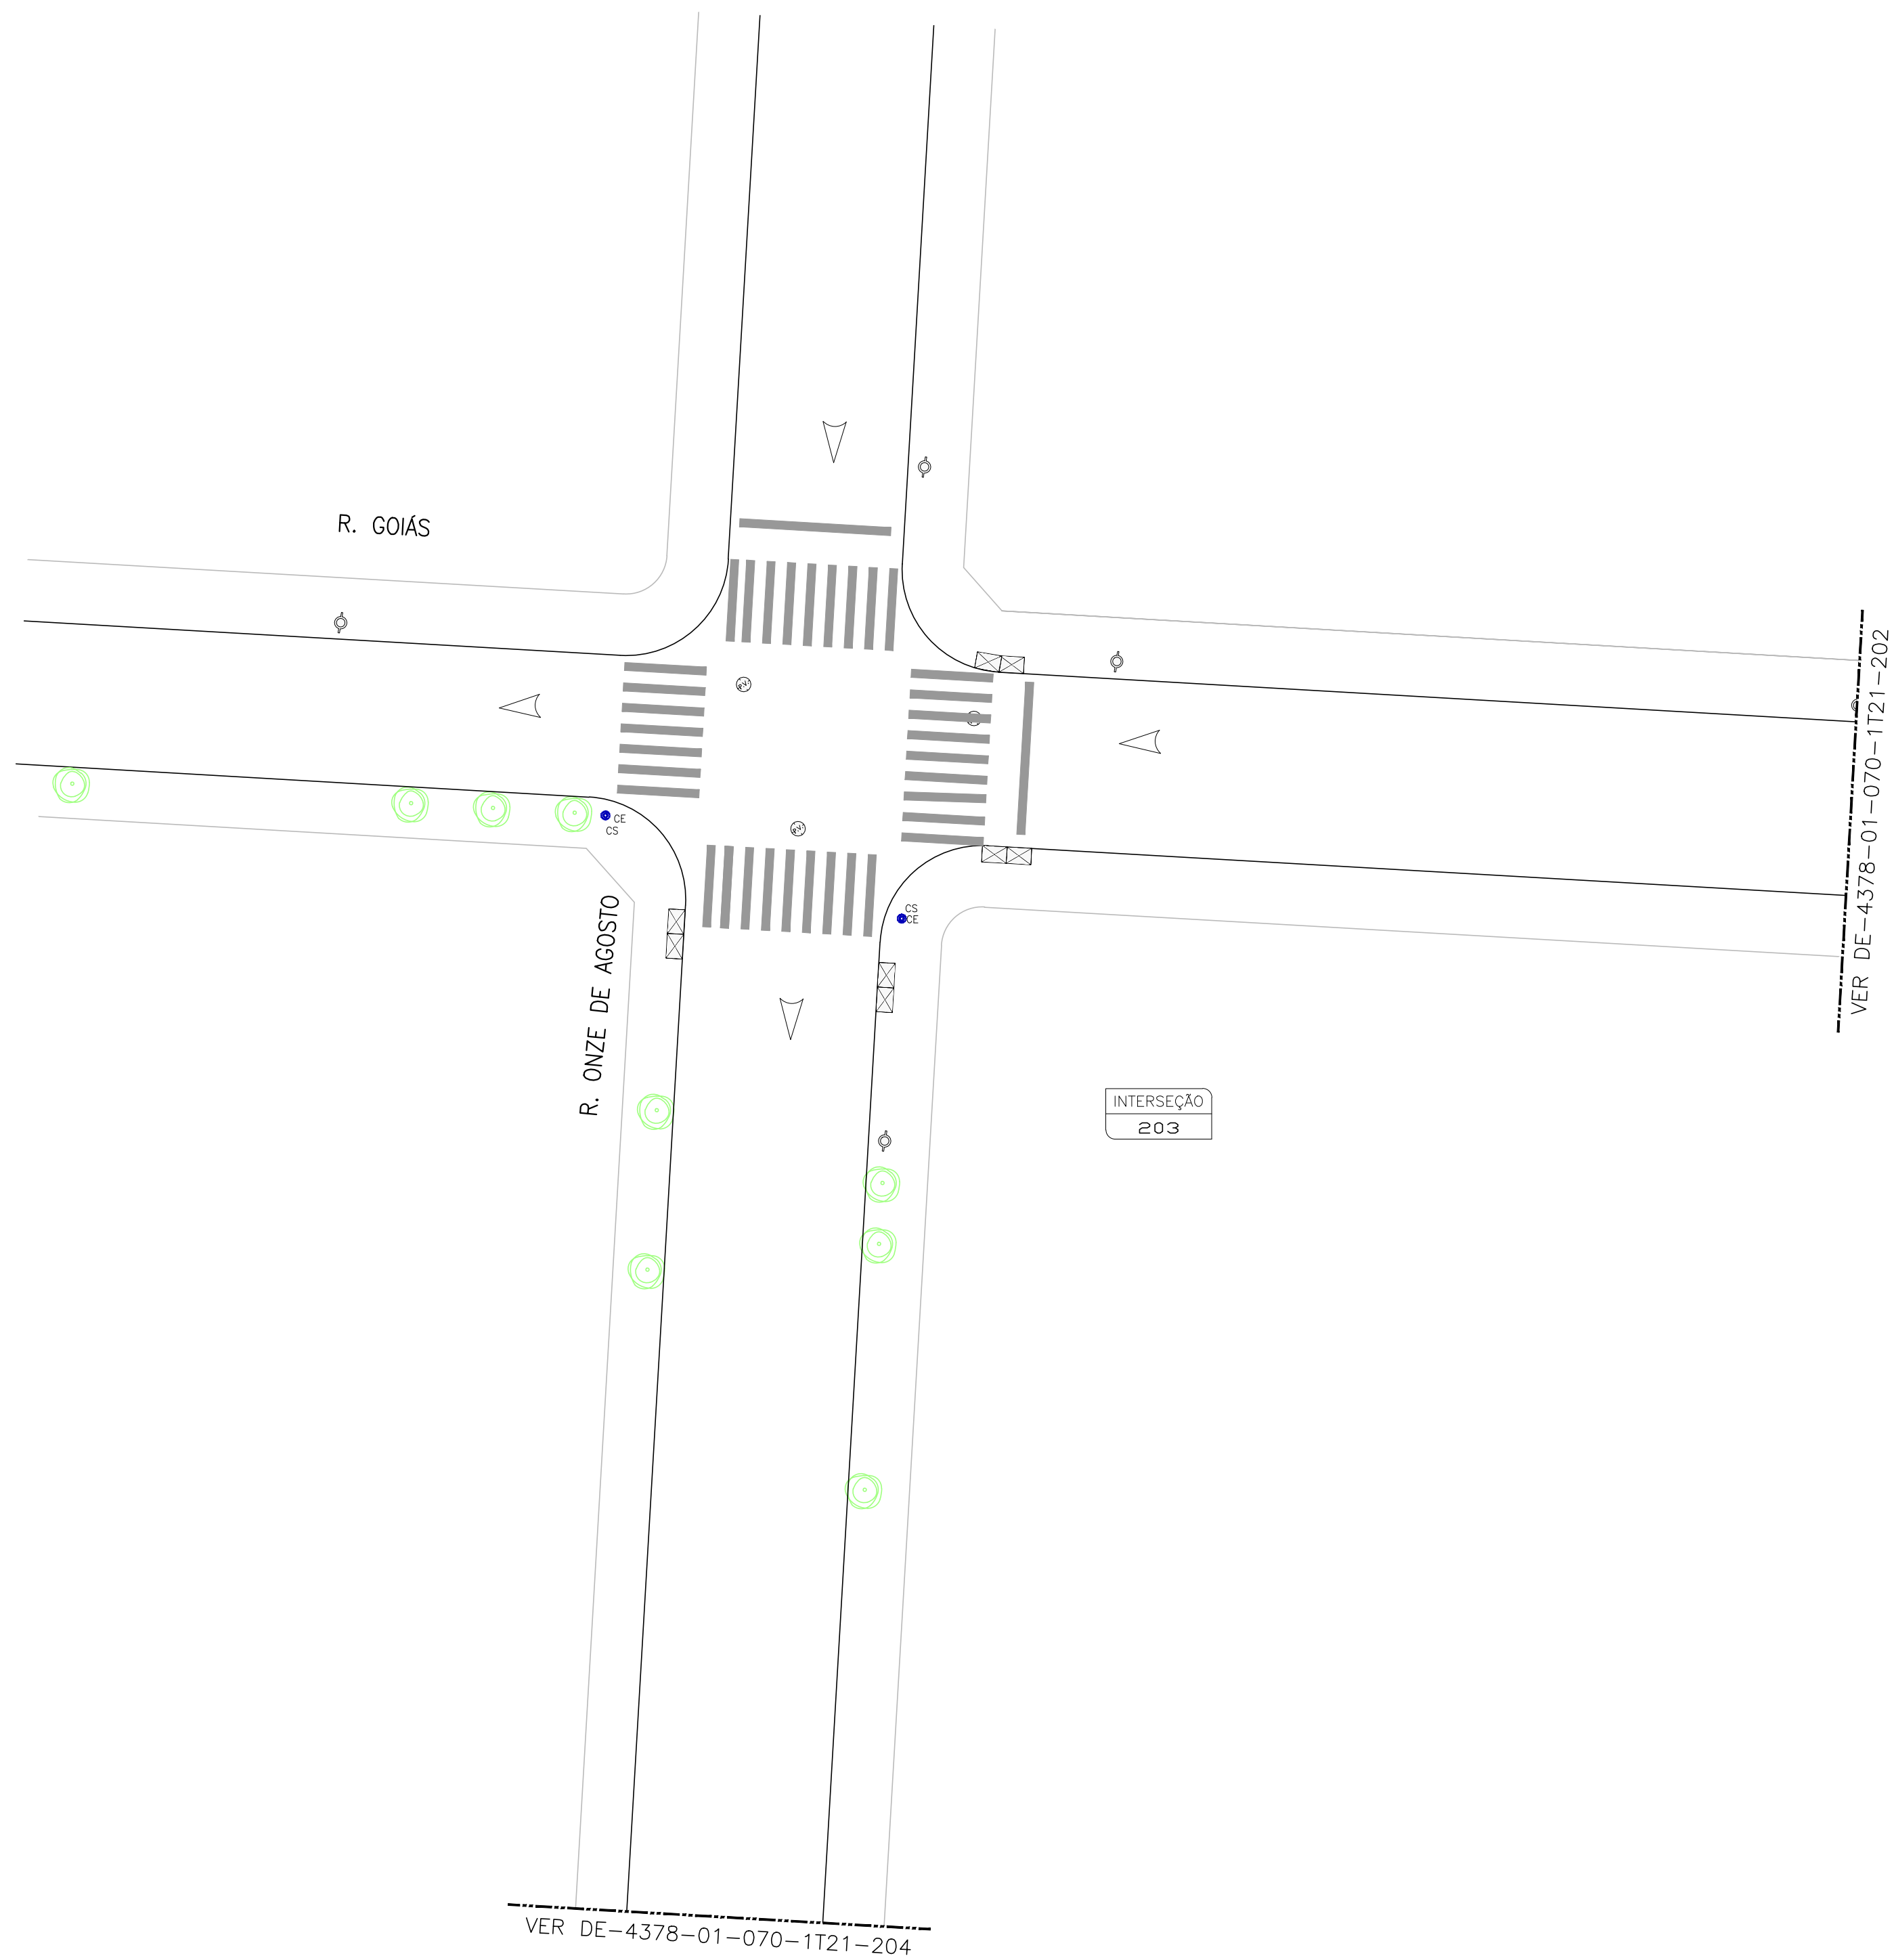 R. GOIÁS
VER DE-4378-01-070-1T21-202
P.V.
CE
CS
P.V.
CS
CE
R. ONZE DE AGOSTO
INTERSEÇÃO
203
VER DE-4378-01-070-1T21-204